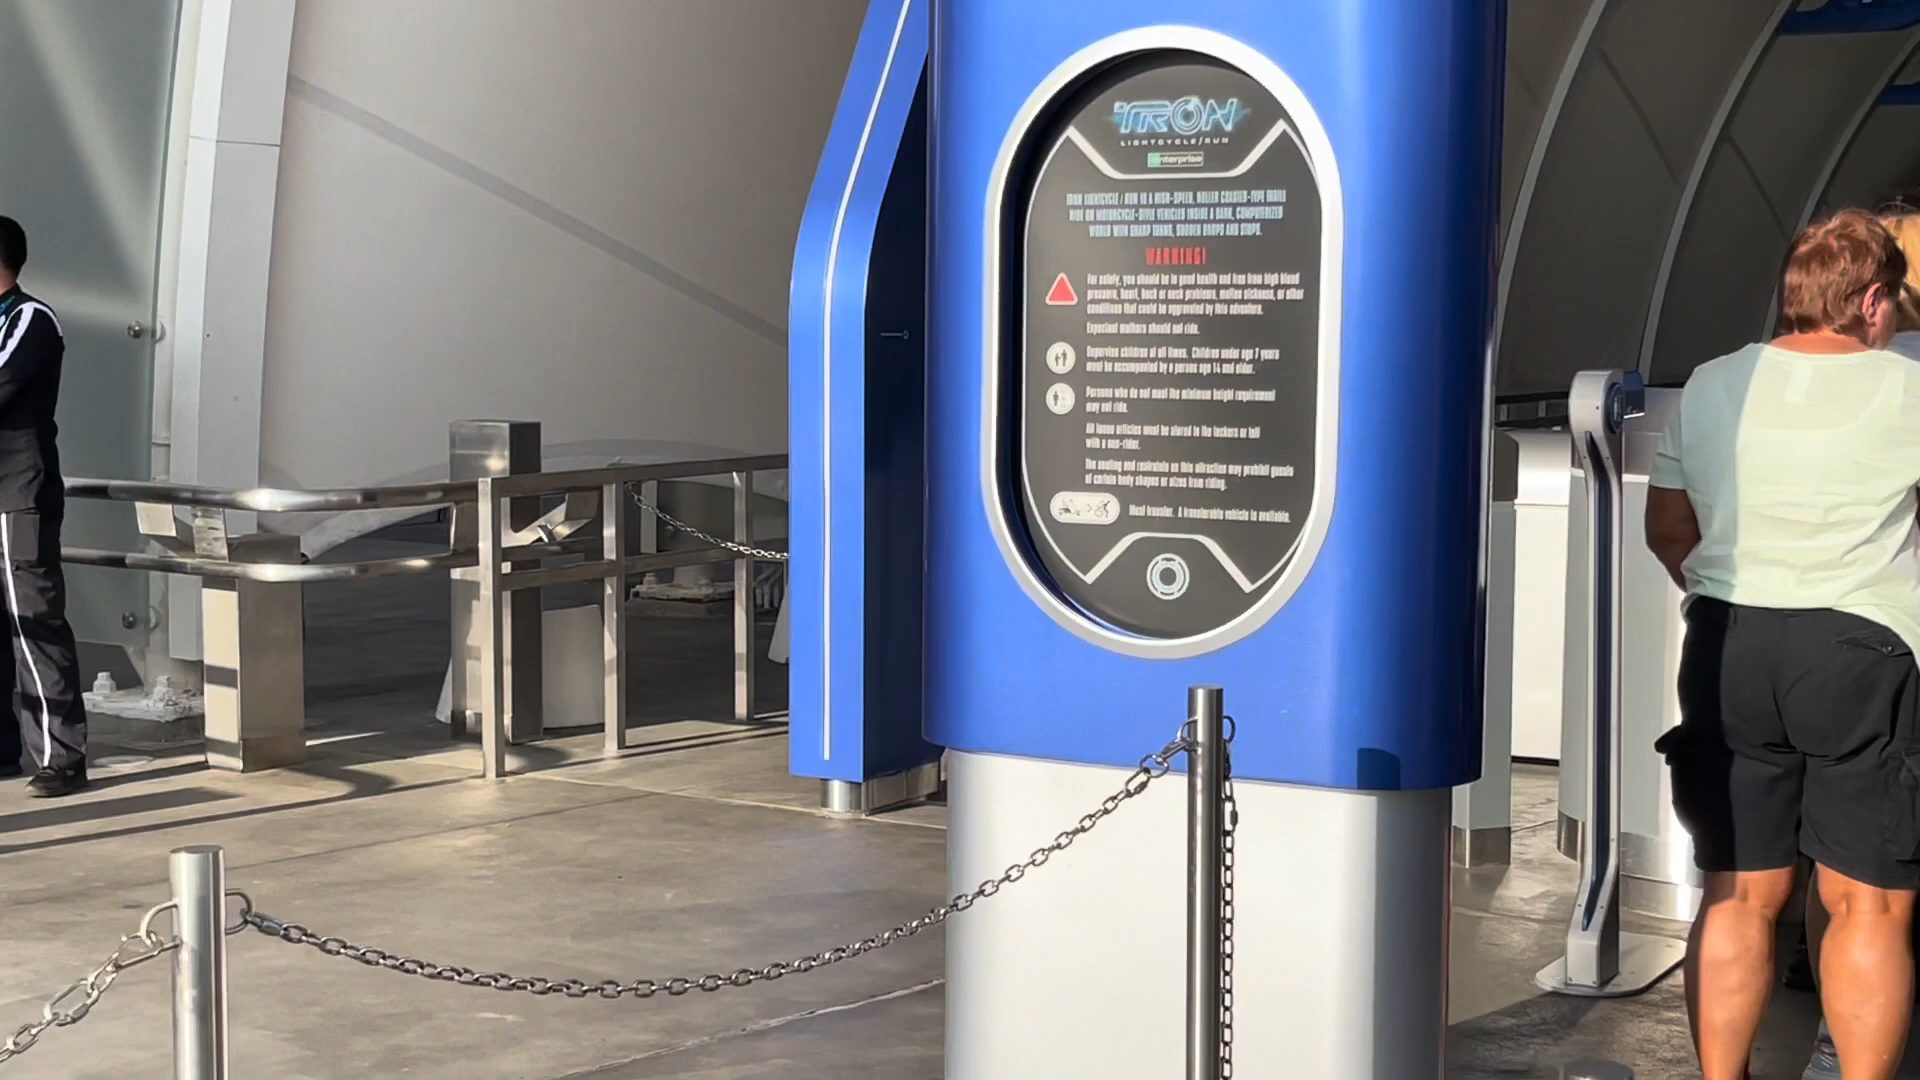 TRON
LIGHTCYCLE / RUN
enterprise
TRON LIGHTCYCLE / RUN IS A HIGH-SPEED, ROLLER COASTER-TYPE THRILL
RIDE ON MOTORCYCLE-STYLE VEHICLES INSIDE A DARK, COMPUTERIZED
WORLD WITH SHARP TURNS, SUDDEN DROPS AND STOPS.
WARNING!
For safety, you should be in good health and free from high blood
pressure, heart, back or neck problems, motion sickness, or other
conditions that could be aggravated by this adventure.
Expectant mothers should not ride.
Supervise children at all times. Children under age 7 years
must be accompanied by a person age 14 and older.
Persons who do not meet the minimum height requirement
may not ride.
All loose articles must be stored in the lockers or left
with a non-rider.
The seating and restraints on this attraction may prohibit guests
of certain body shapes or sizes from riding.
Must transfer. A transferable vehicle is available.